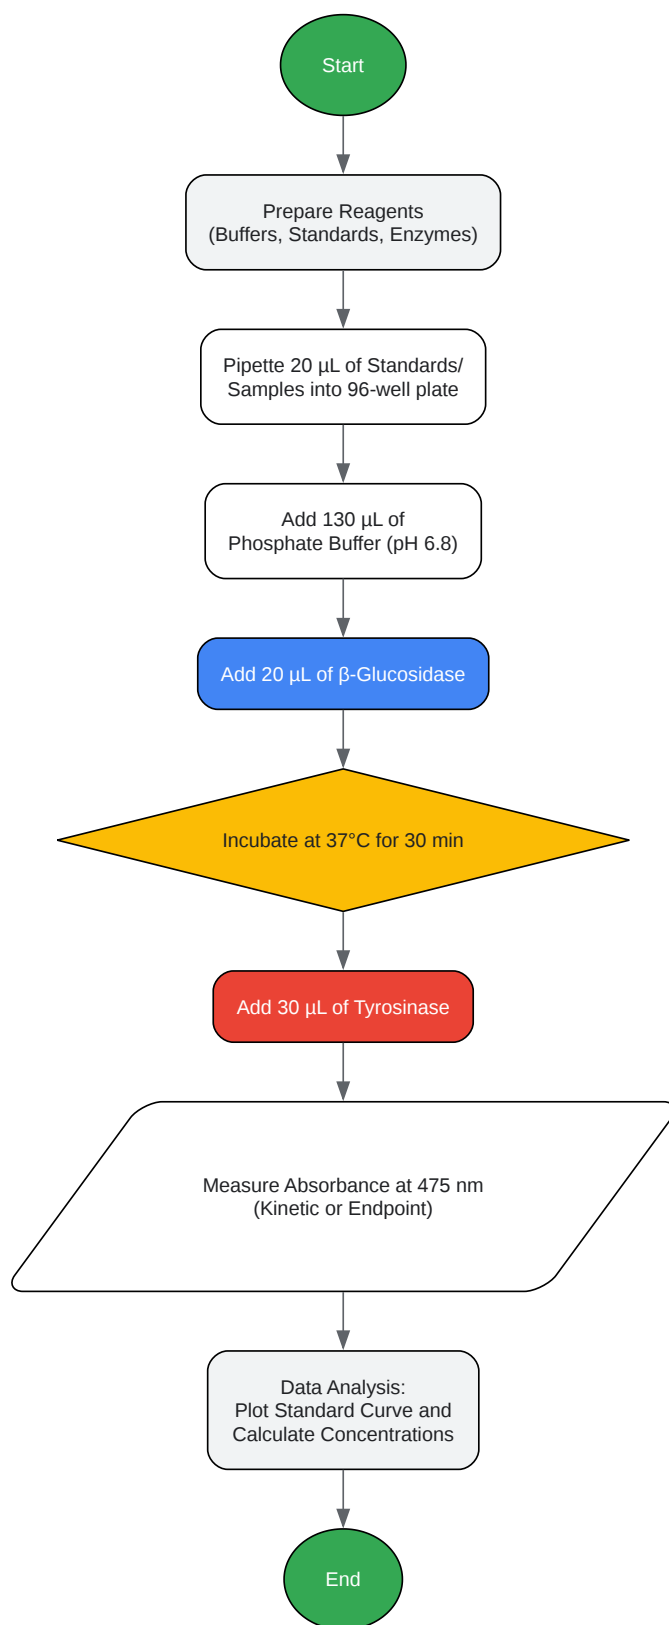 Start
Prepare Reagents
(Buffers, Standards, Enzymes)
Pipette 20 µL of Standards/
Samples into 96-well plate
Add 130 µL of
Phosphate Buffer (pH 6.8)
Add 20 µL of β-Glucosidase
Incubate at 37°C for 30 min
Add 30 µL of Tyrosinase
Measure Absorbance at 475 nm
(Kinetic or Endpoint)
Data Analysis:
Plot Standard Curve and
Calculate Concentrations
End